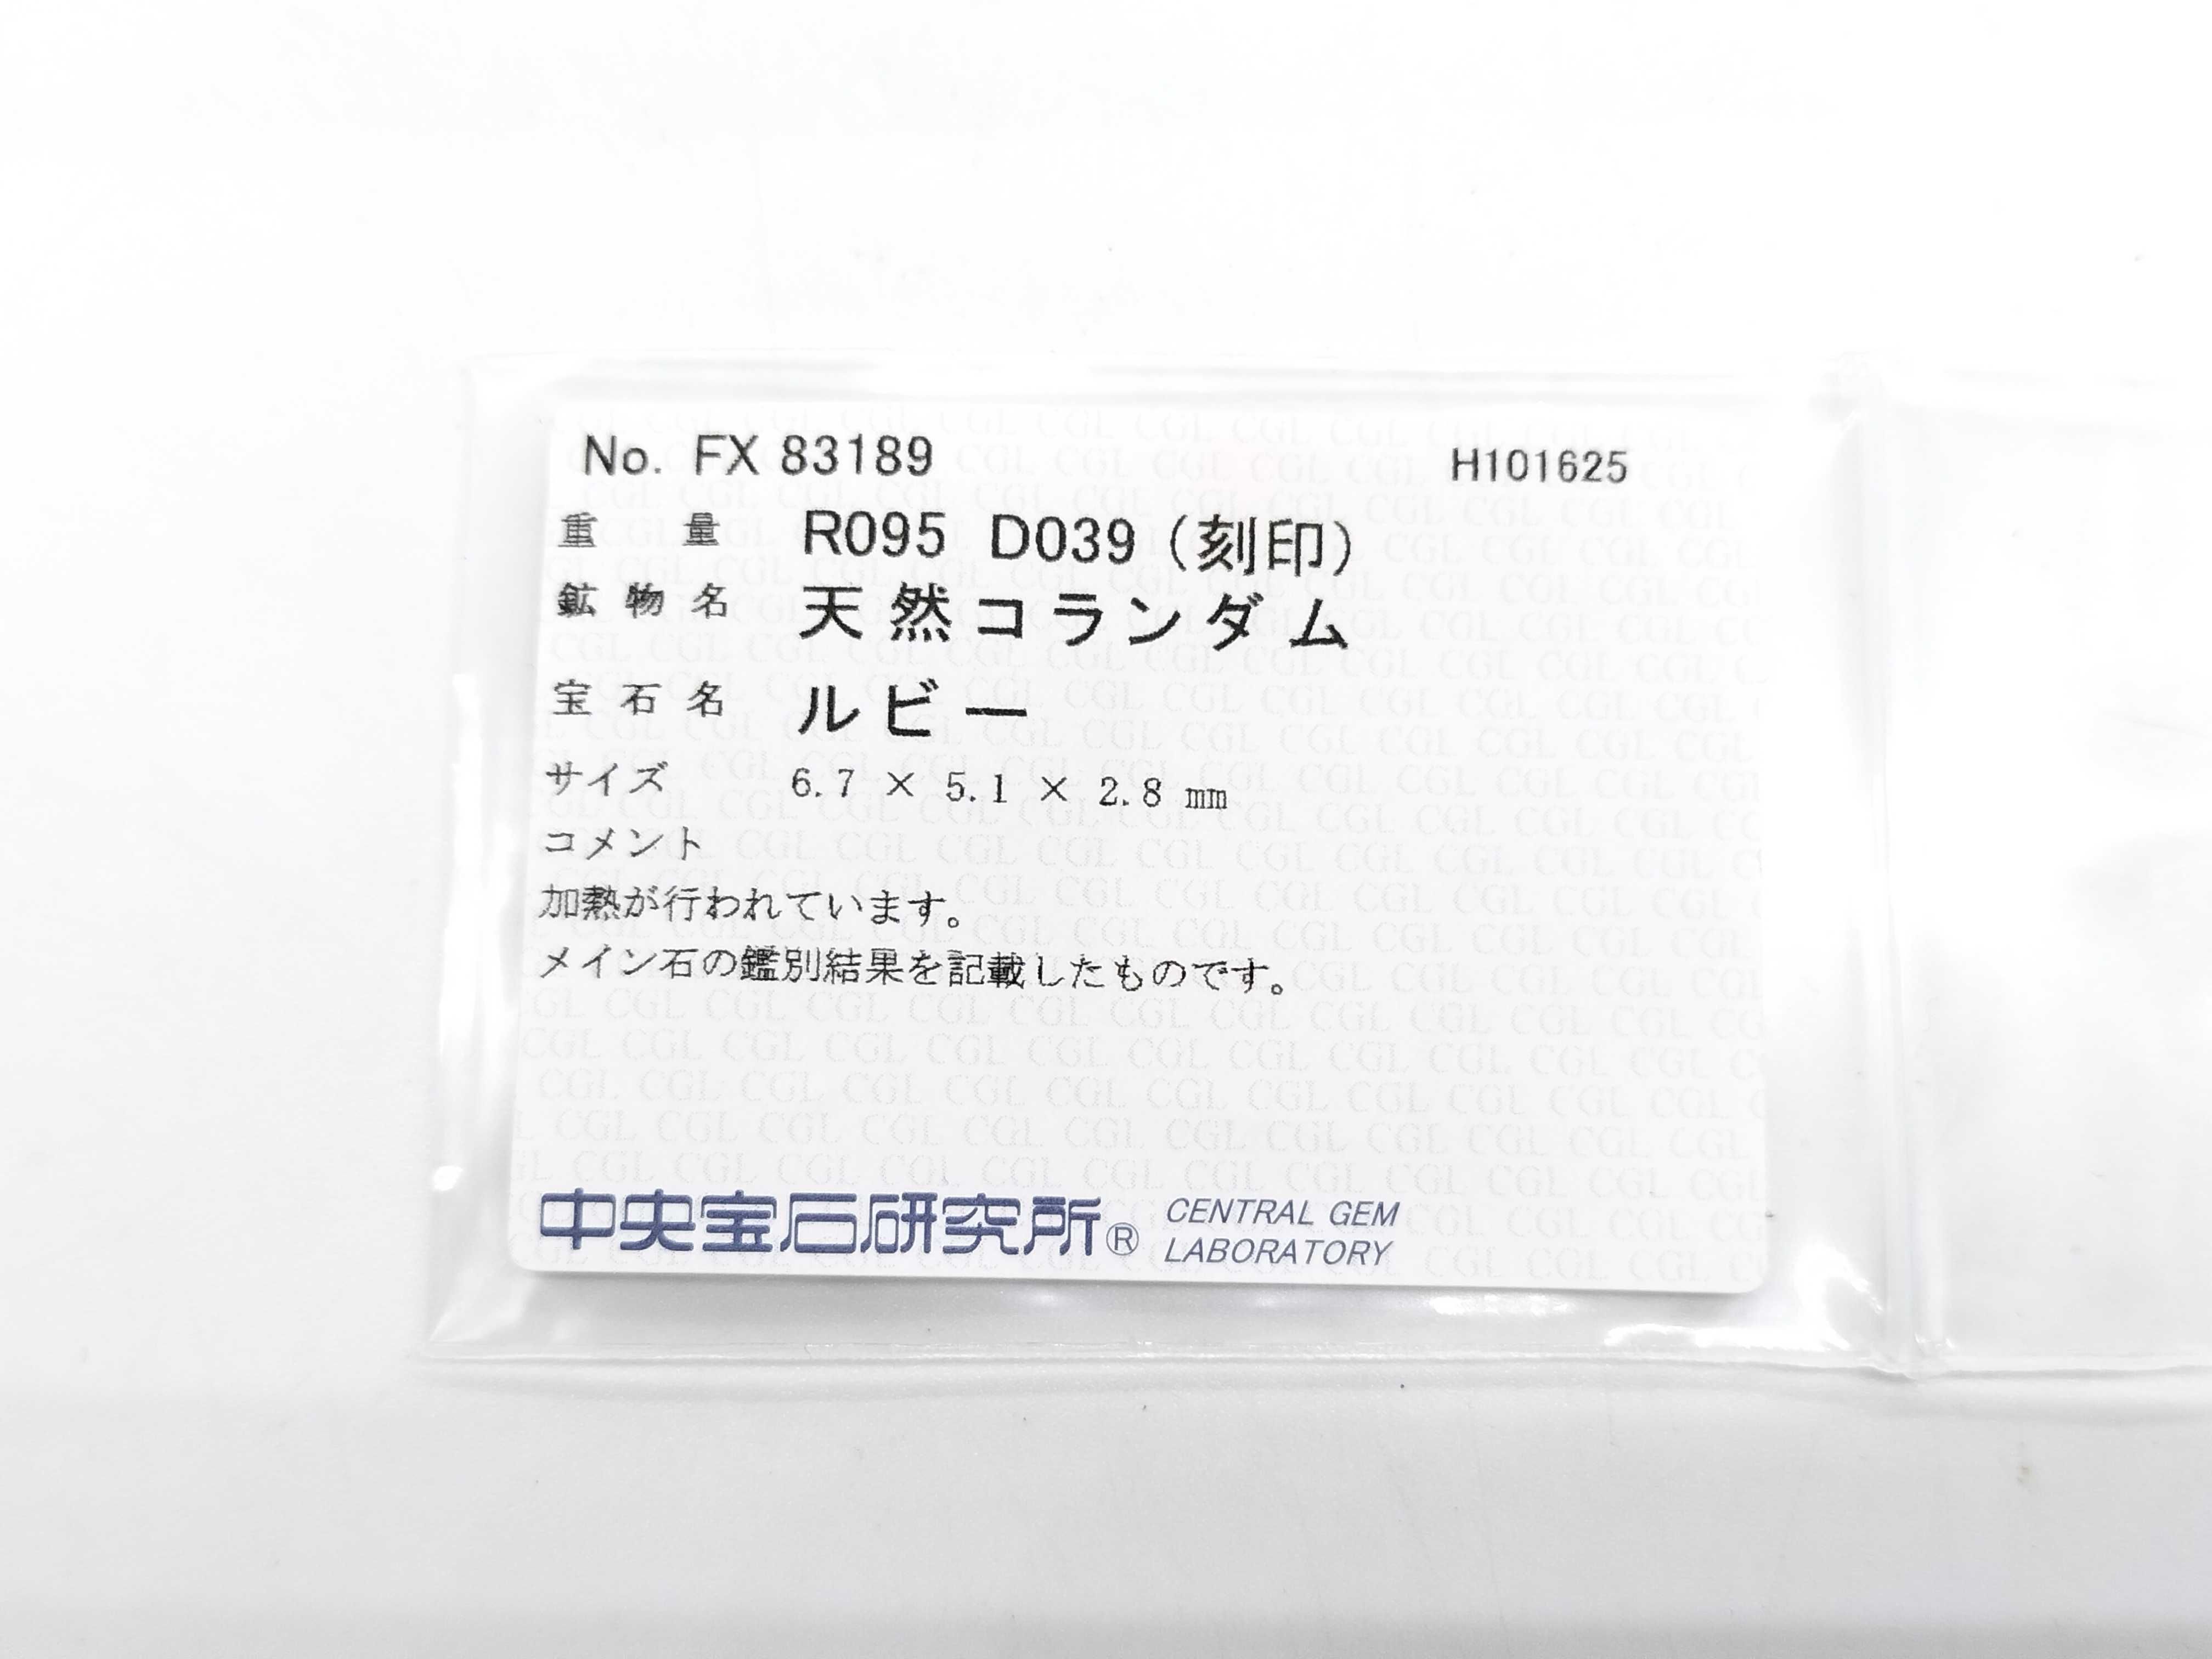 No. FX 83189 H101625
重量 R095 D039 (刻印)
鉱物名 天然コランダム
宝石名 ルビー
サイズ 6.7 × 5.1 × 2.8 mm
コメント
加熱が行われています。
メイン石の鑑別結果を記載したものです。
中央宝石研究所® CENTRAL GEM
LABORATORY